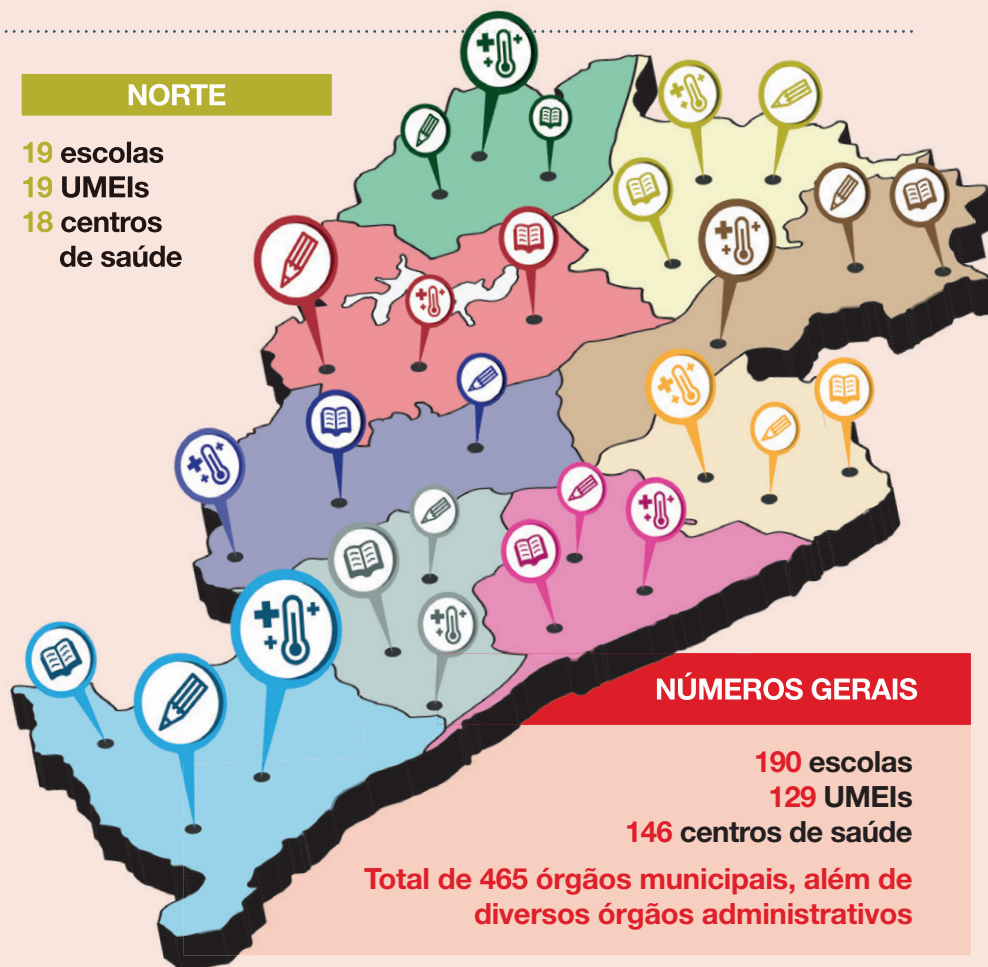 NORTE
19 escolas
19 UMEIs
18 centros
de saúde
NÚMEROS GERAIS
190 escolas
129 UMEIs
146 centros de saúde
Total de 465 órgãos municipais, além de
diversos órgãos administrativos